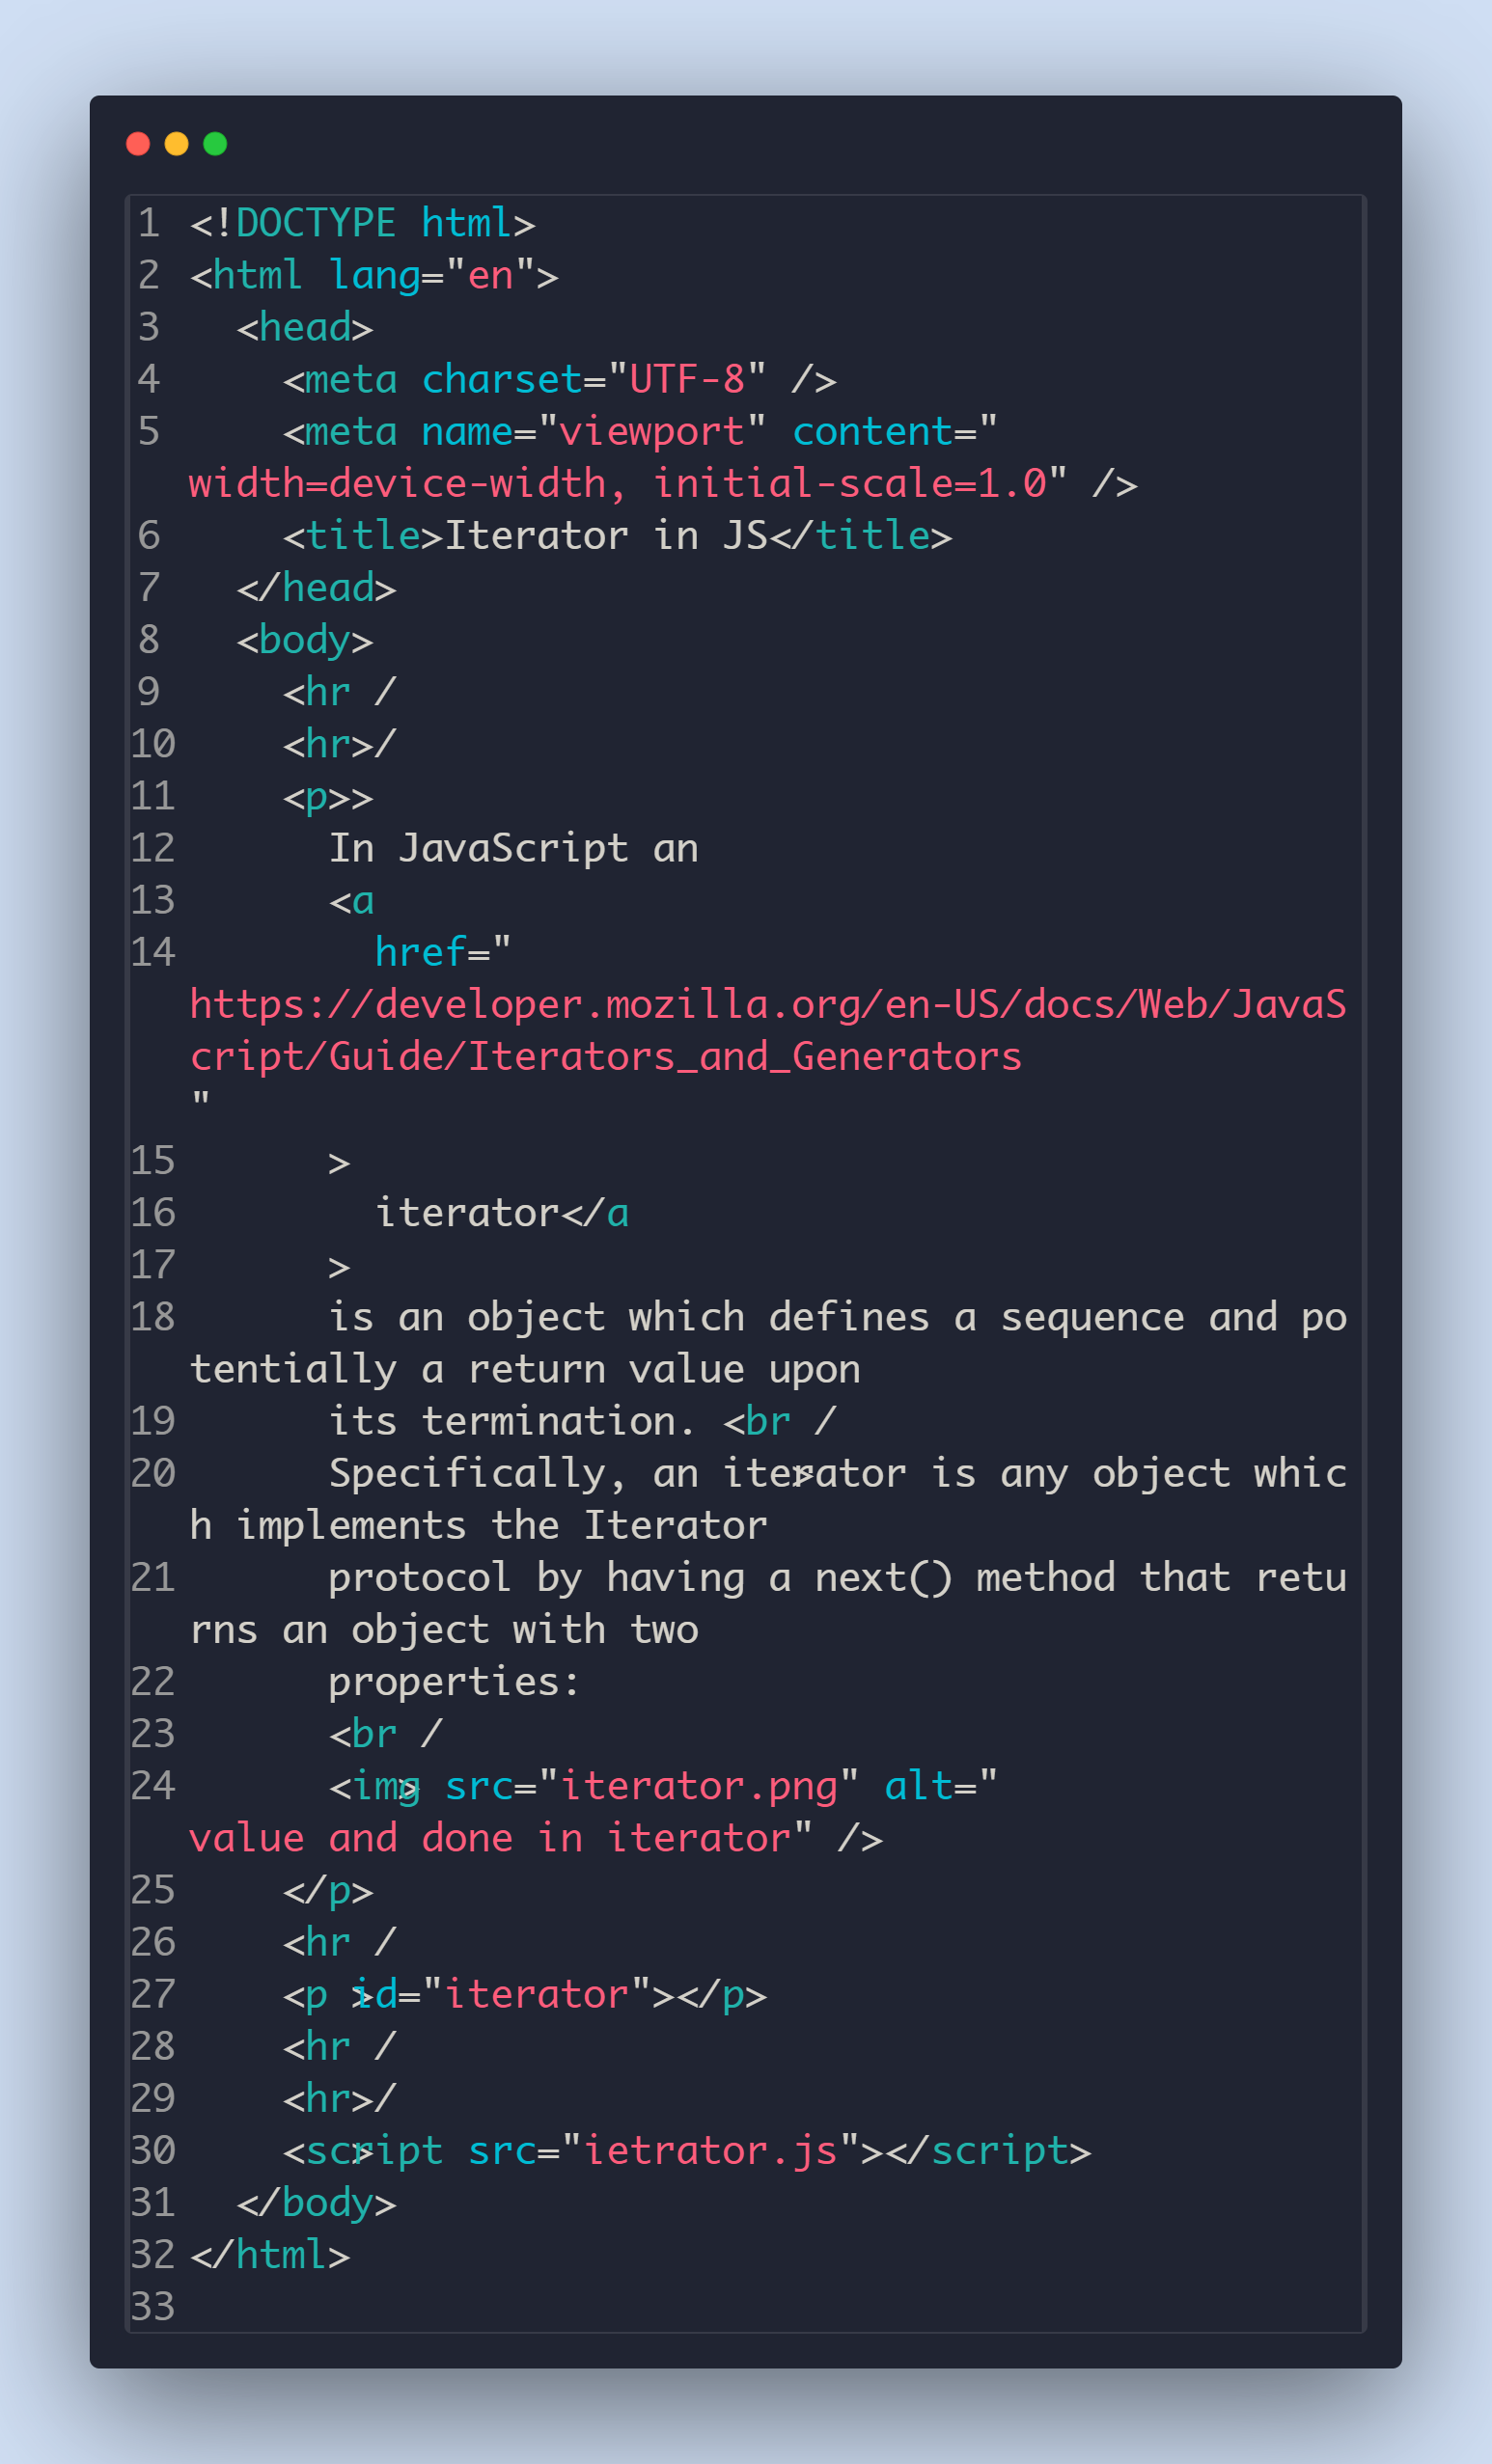 1 <!DOCTYPE html>
2 <html lang="en">
3   <head>
4     <meta charset="UTF-8" />
5     <meta name="viewport" content="
width=device-width, initial-scale=1.0" />
6     <title>Iterator in JS</title>
7   </head>
8   <body>
9     <hr /
10     <hr>/
11     <p>>
12       In JavaScript an
13       <a
14         href="
https://developer.mozilla.org/en-US/docs/Web/JavaS
cript/Guide/Iterators_and_Generators
"
15       >
16         iterator</a
17       >
18       is an object which defines a sequence and po
tentially a return value upon
19       its termination. <br /
20       Specifically, an iterator is any object whic
h implements the Iterator
21       protocol by having a next() method that retu
rns an object with two
22       properties:
23       <br /
24       <img src="iterator.png" alt="
value and done in iterator" />
25     </p>
26     <hr /
27     <p id="iterator"></p>
28     <hr /
29     <hr>/
30     <script src="ietrator.js"></script>
31   </body>
32 </html>
33